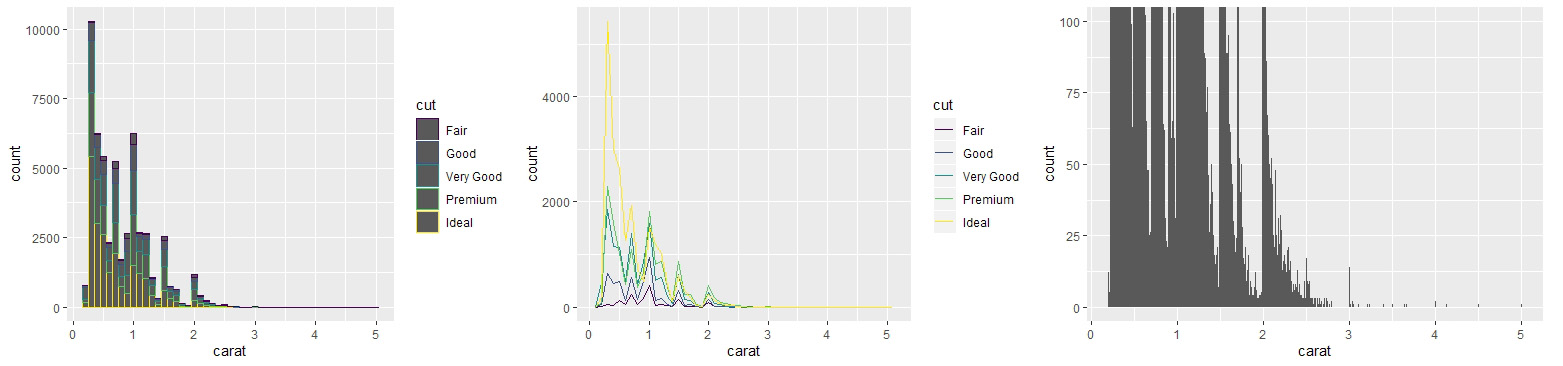 10000
7500
5000
2500
0
count
0 1 2 3 4 5
carat
cut
Fair
Good
Very Good
Premium
Ideal
4000
2000
0
count
0 1 2 3 4 5
carat
cut
Fair
Good
Very Good
Premium
Ideal
100
75
50
25
0
count
0 1 2 3 4 5
carat